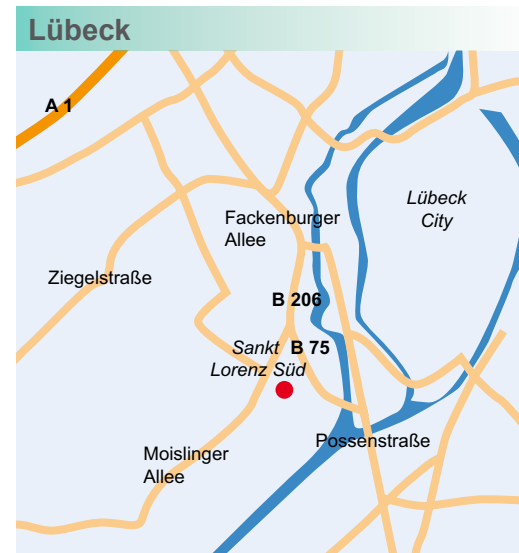 Lübeck
A 1
Lübeck
City
Fackenburger
Allee
Ziegelstraße
B 206
Sankt B 75
Lorenz Süd
Possenstraße
Moislinger
Allee